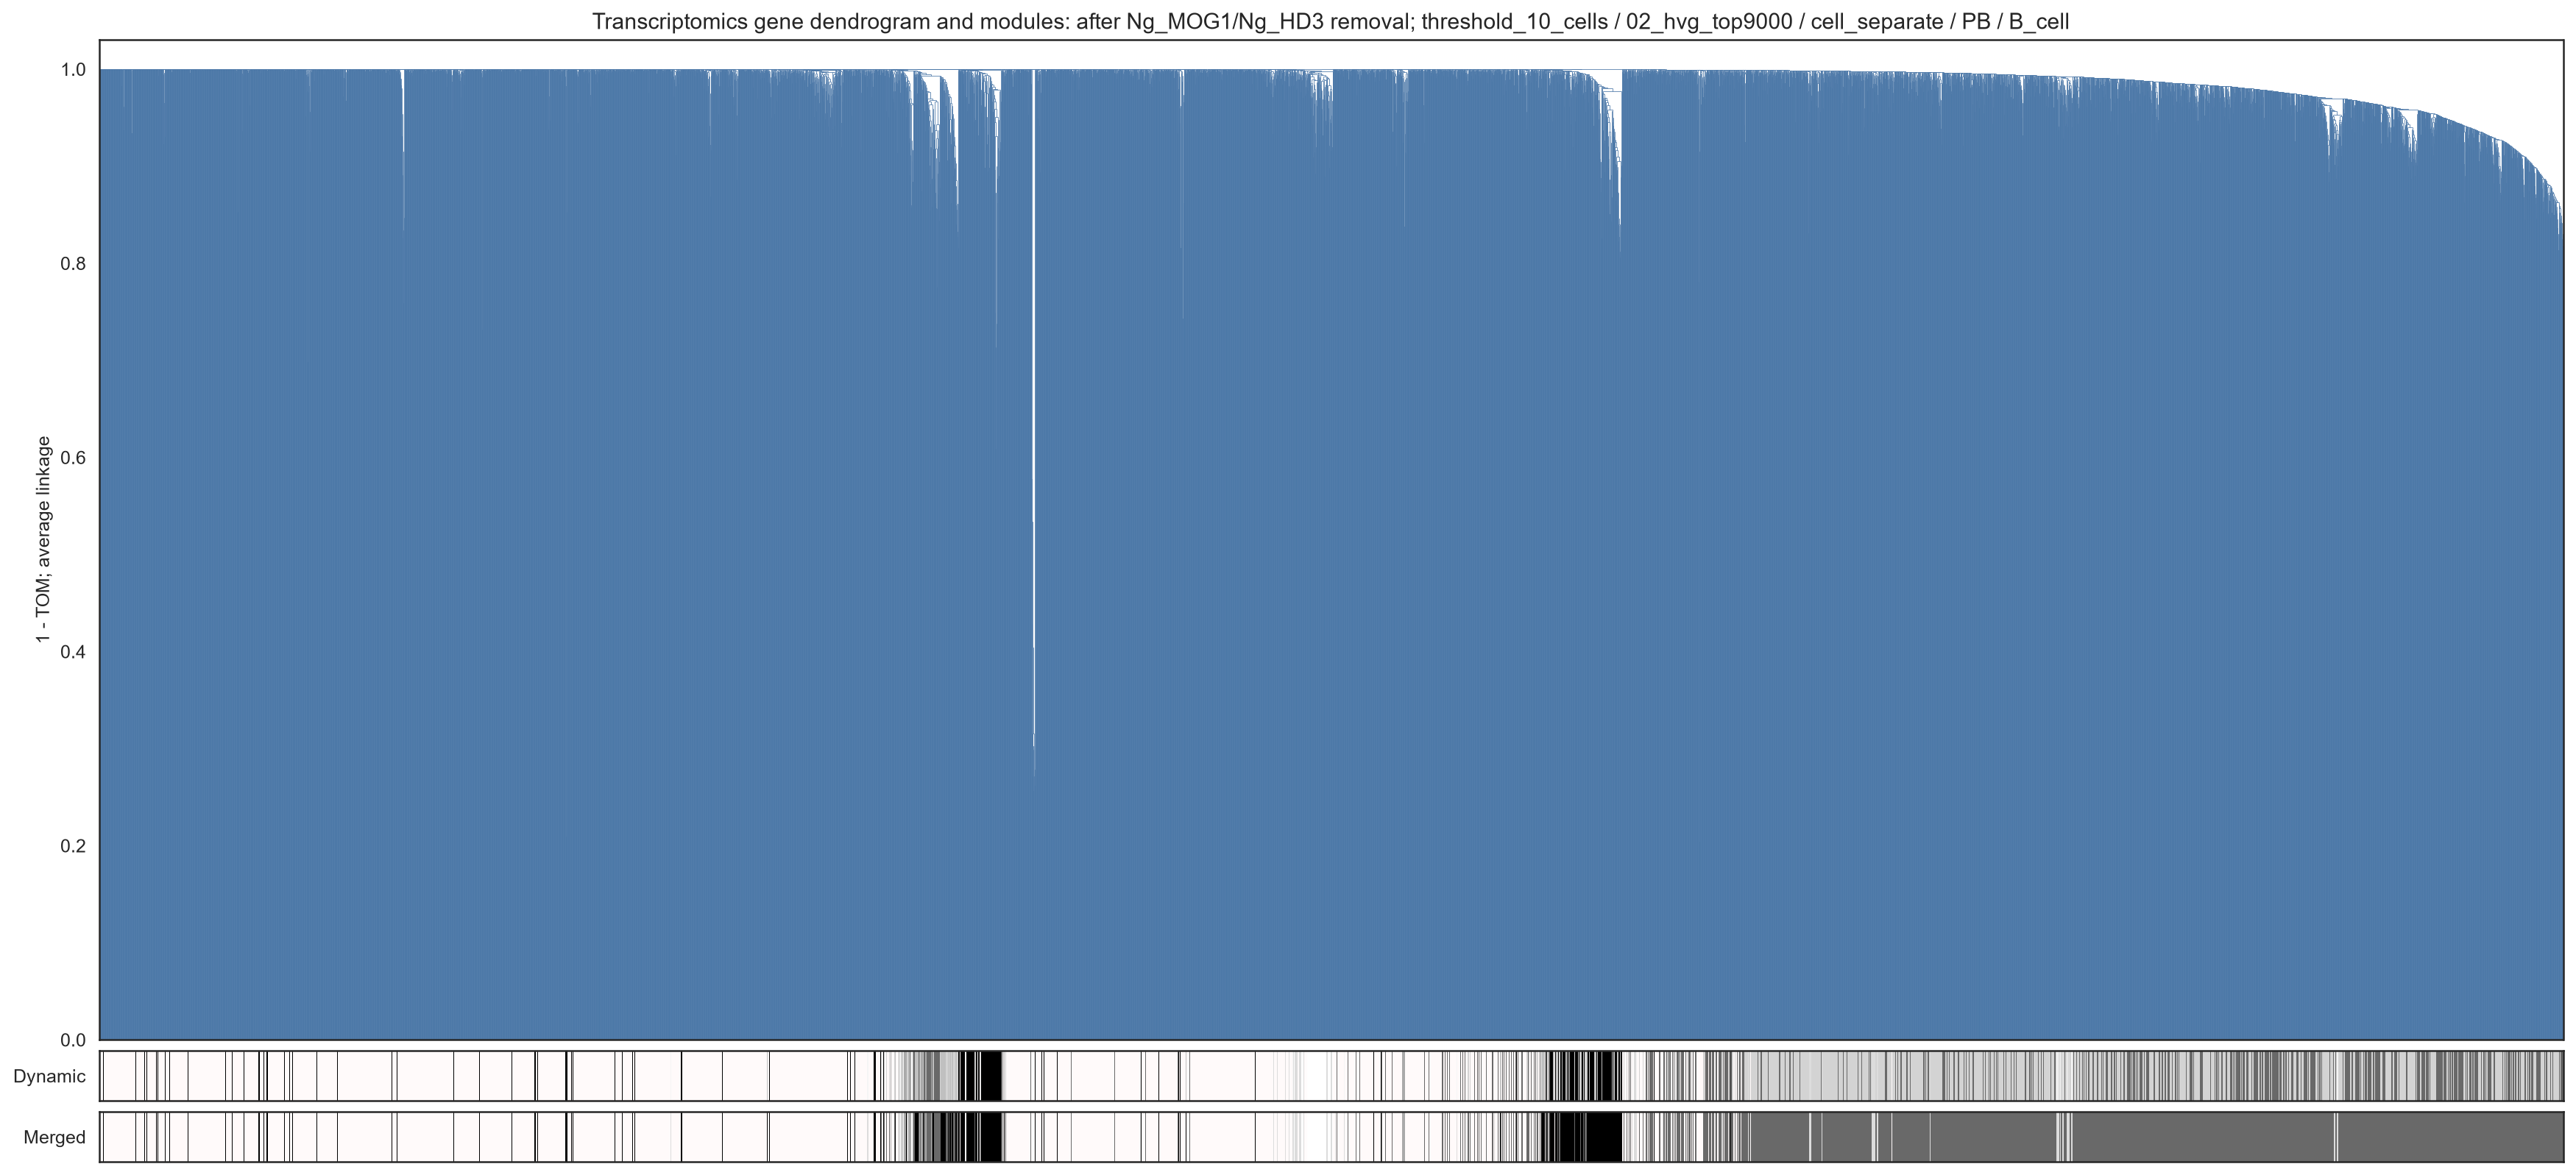 Transcriptomics gene dendrogram and modules: after Ng_MOG1/Ng_HD3 removal; threshold_10_cells / 02_hvg_top9000 / cell_separate / PB / B_cell
1.0
0.8
0.6
0.4
0.2
0.0
1 - TOM; average linkage
Dynamic
Merged